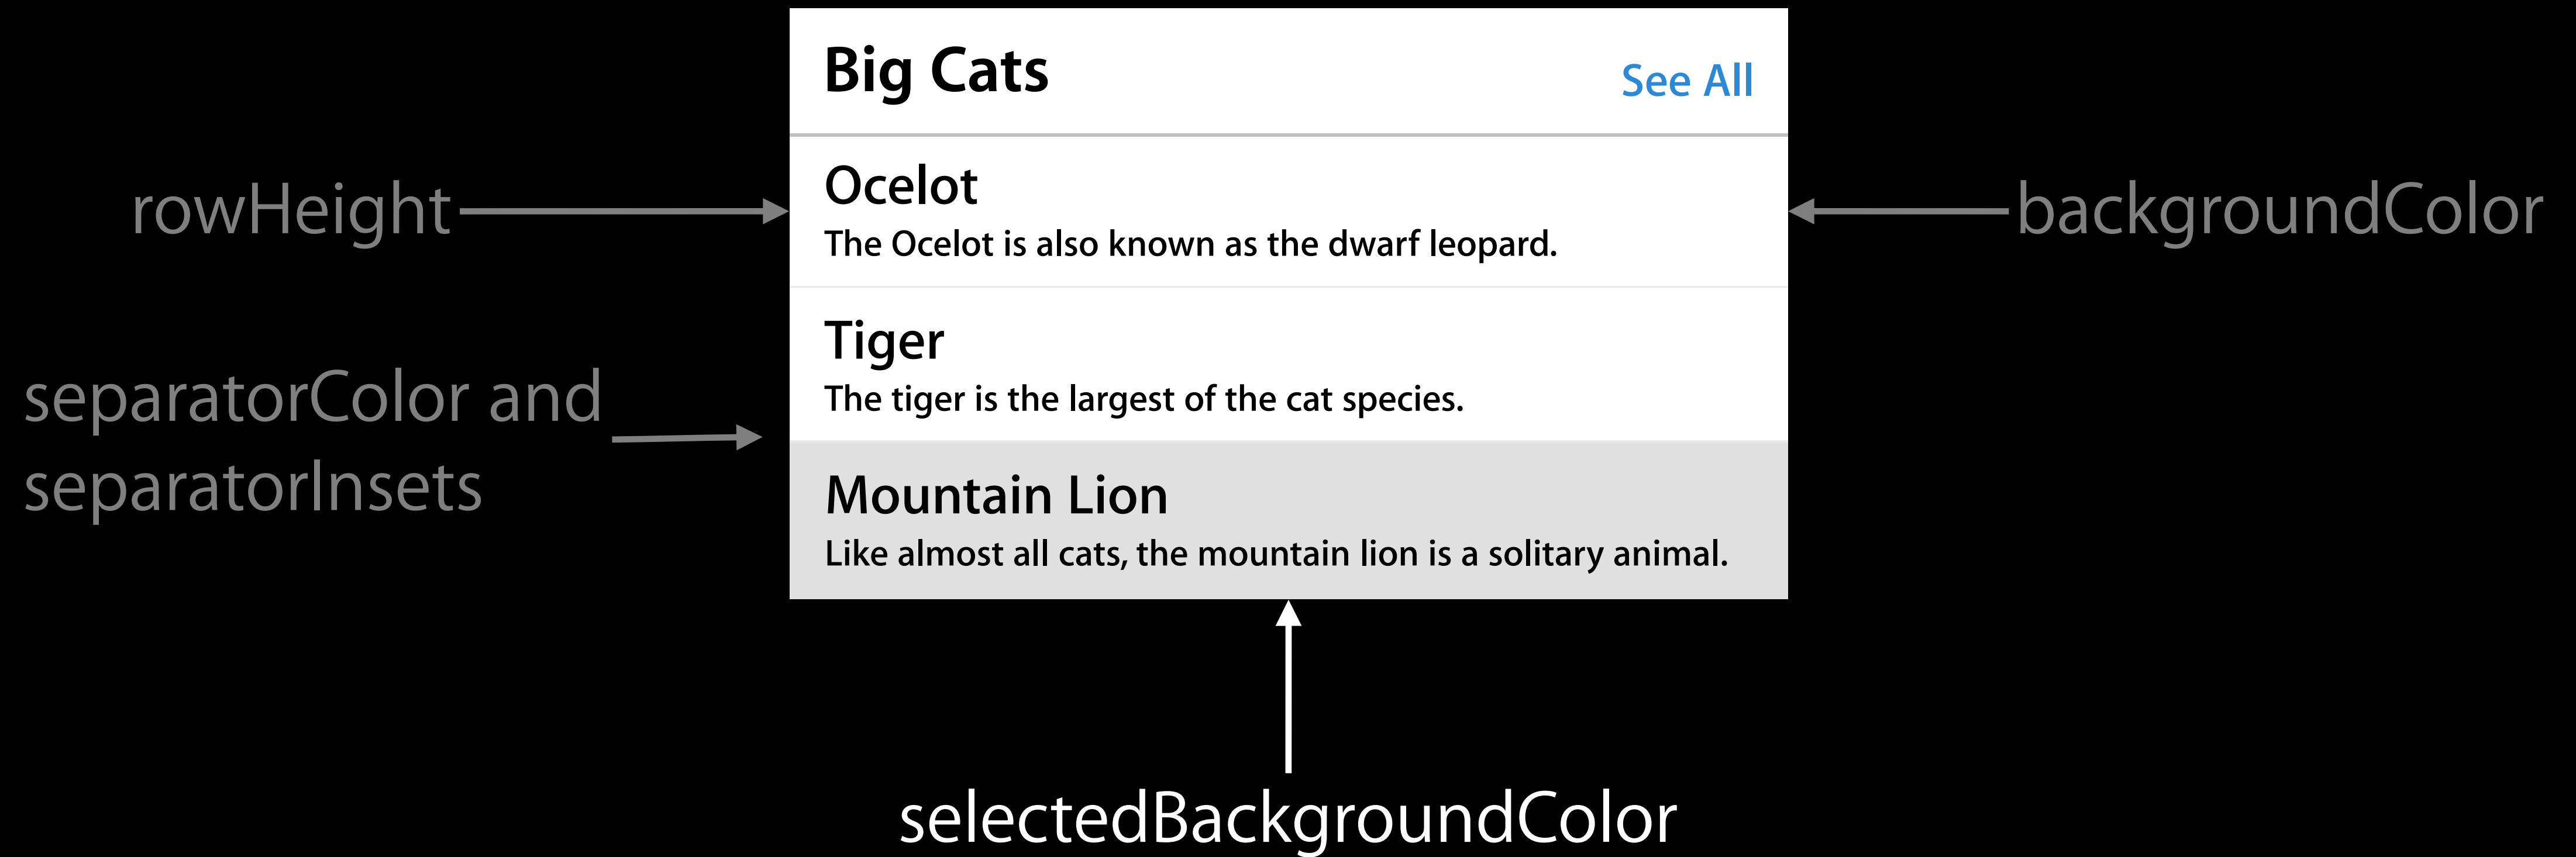 Big Cats
See All
Ocelot
The Ocelot is also known as the dwarf leopard.
rowHeight
backgroundColor
Tiger
The tiger is the largest of the cat species.
separatorColor and
separatorInsets
Mountain Lion
Like almost all cats, the mountain lion is a solitary animal.
selectedBackgroundColor